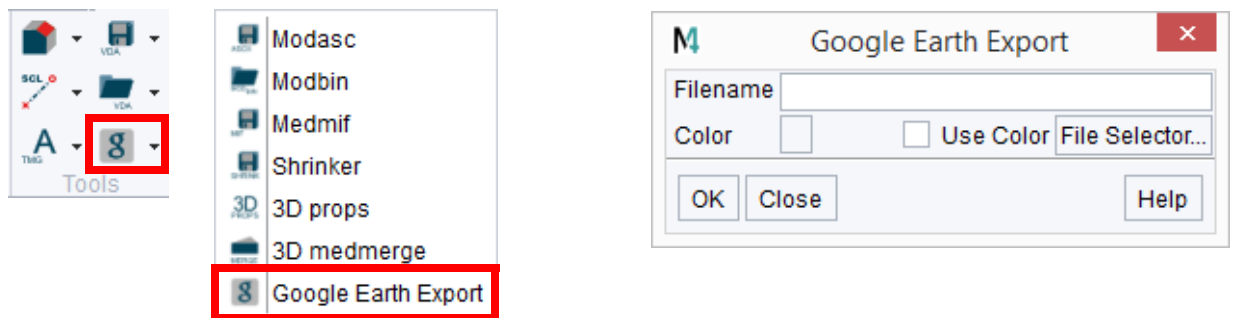 VDA
SCL
VDA
A
TMG
g
Tools
Modasc
Modbin
Medmif
Shrinker
3D props
3D medmerge
g Google Earth Export
Google Earth Export
Filename
Color Use Color File Selector...
OK Close Help